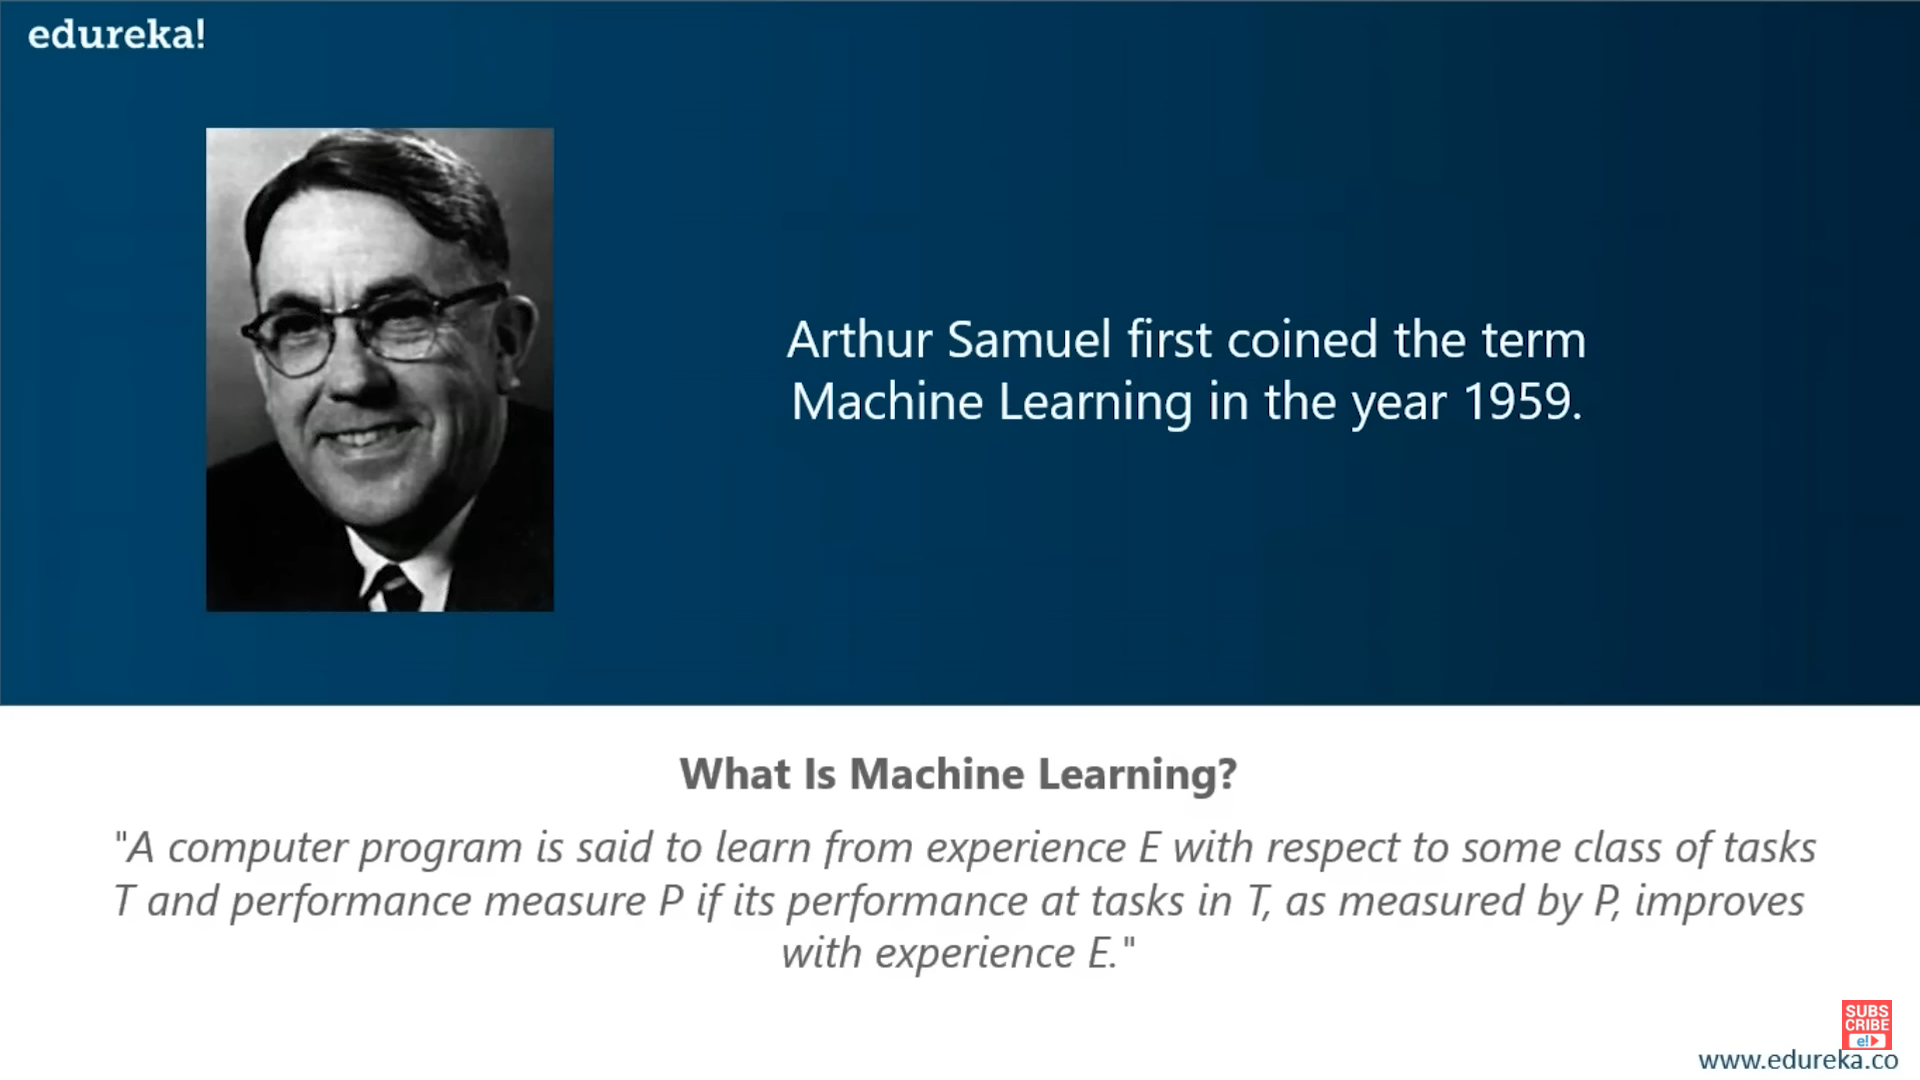 edureka!
Arthur Samuel first coined the term
Machine Learning in the year 1959.
What Is Machine Learning?
"A computer program is said to learn from experience E with respect to some class of tasks
T and performance measure P if its performance at tasks in T, as measured by P, improves
with experience E."
SUBS
CRIBE
e!
www.edureka.co